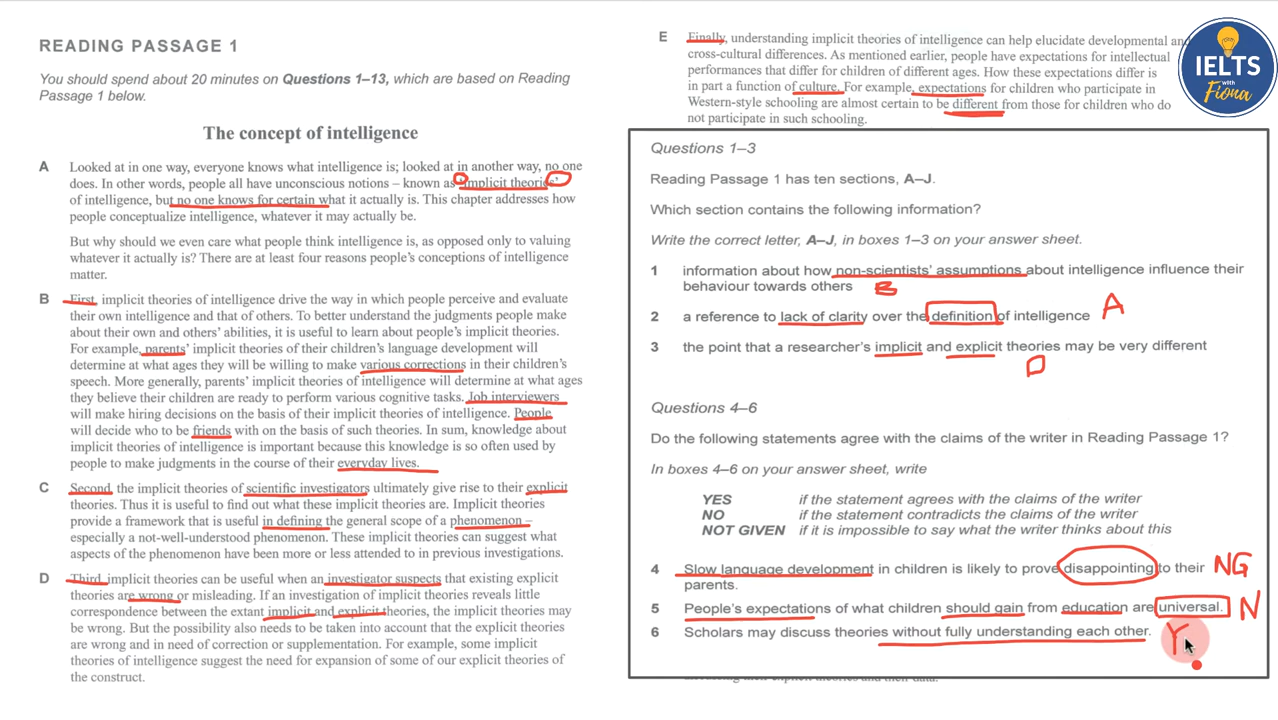 READING PASSAGE 1
You should spend about 20 minutes on Questions 1–13, which are based on Reading
Passage 1 below.
The concept of intelligence
A Looked at in one way, everyone knows what intelligence is; looked at in another way, no one
does. In other words, people all have unconscious notions – known as 'implicit theories'
of intelligence, but no one knows for certain what it actually is. This chapter addresses how
people conceptualize intelligence, whatever it may actually be.
But why should we even care what people think intelligence is, as opposed only to valuing
whatever it actually is? There are at least four reasons people's conceptions of intelligence
matter.
B First, implicit theories of intelligence drive the way in which people perceive and evaluate
their own intelligence and that of others. To better understand the judgments people make
about their own and others' abilities, it is useful to learn about people's implicit theories.
For example, parents' implicit theories of their children's language development will
determine at what ages they will be willing to make various corrections in their children's
speech. More generally, parents' implicit theories of intelligence will determine at what ages
they believe their children are ready to perform various cognitive tasks. Job interviewers
will make hiring decisions on the basis of their implicit theories of intelligence. People
will decide who to be friends with on the basis of such theories. In sum, knowledge about
implicit theories of intelligence is important because this knowledge is so often used by
people to make judgments in the course of their everyday lives.
C Second, the implicit theories of scientific investigators ultimately give rise to their explicit
theories. Thus it is useful to find out what these implicit theories are. Implicit theories
provide a framework that is useful in defining the general scope of a phenomenon –
especially a not-well-understood phenomenon. These implicit theories can suggest what
aspects of the phenomenon have been more or less attended to in previous investigations.
D Third, implicit theories can be useful when an investigator suspects that existing explicit
theories are wrong or misleading. If an investigation of implicit theories reveals little
correspondence between the extant implicit and explicit theories, the implicit theories may
be wrong. But the possibility also needs to be taken into account that the explicit theories
are wrong and in need of correction or supplementation. For example, some implicit
theories of intelligence suggest the need for expansion of some of our explicit theories of
the construct.
E Finally, understanding implicit theories of intelligence can help elucidate developmental and
cross-cultural differences. As mentioned earlier, people have expectations for intellectual
performances that differ for children of different ages. How these expectations differ is
in part a function of culture. For example, expectations for children who participate in
Western-style schooling are almost certain to be different from those for children who do
not participate in such schooling.
IELTS
with
Fiona
Questions 1–3
Reading Passage 1 has ten sections, A–J.
Which section contains the following information?
Write the correct letter, A–J, in boxes 1–3 on your answer sheet.
1 information about how non-scientists' assumptions about intelligence influence their
behaviour towards others B
2 a reference to lack of clarity over the definition of intelligence A
3 the point that a researcher's implicit and explicit theories may be very different
D
Questions 4–6
Do the following statements agree with the claims of the writer in Reading Passage 1?
In boxes 4–6 on your answer sheet, write
YES if the statement agrees with the claims of the writer
NO if the statement contradicts the claims of the writer
NOT GIVEN if it is impossible to say what the writer thinks about this
4 Slow language development in children is likely to prove disappointing to their NG
parents.
5 People's expectations of what children should gain from education are universal. N
6 Scholars may discuss theories without fully understanding each other. Y